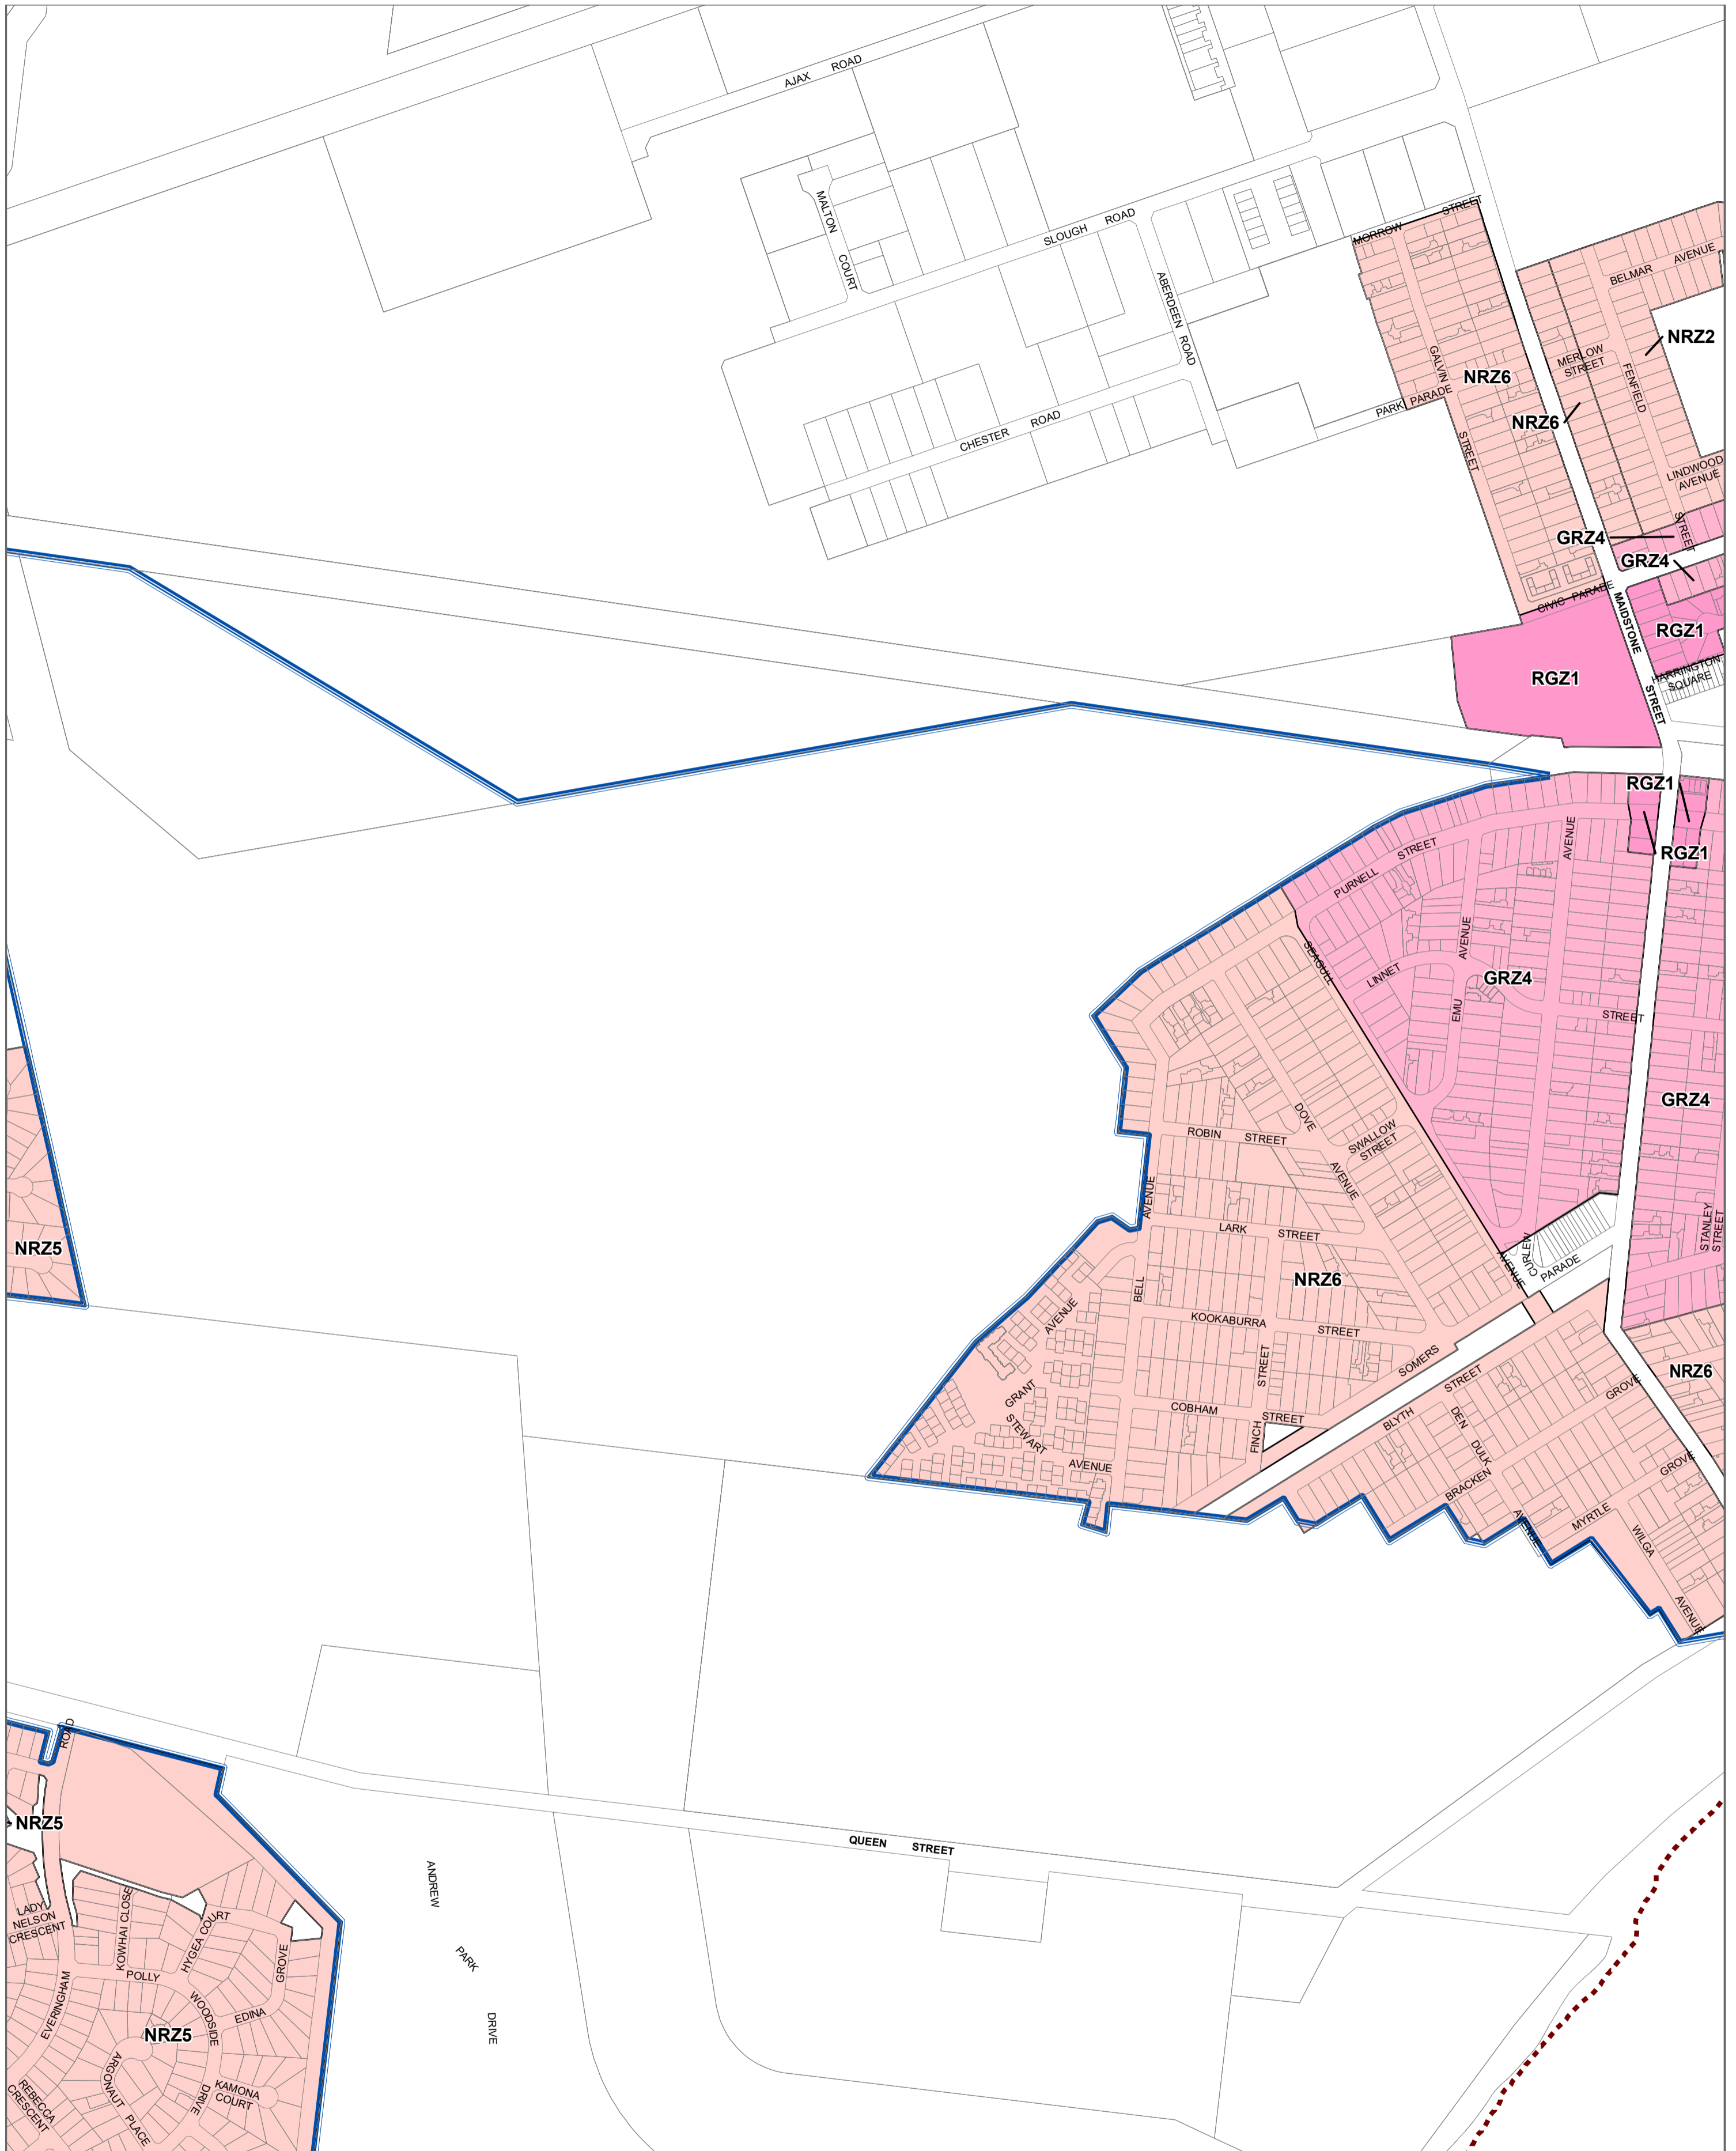 AJAX ROAD
MALTON
COURT
SLOUGH ROAD
ABERDEEN ROAD
CHESTER ROAD
MORROW STREET
BELMAR AVENUE
NRZ2
MERLOW
STREET
GALVIN
STREET
NRZ6
FENFIELD
STREET
PARK PARADE
NRZ6
LINDWOOD
AVENUE
GRZ4
GRZ4
CIVIC PARADE
MAIDSTONE
STREET
RGZ1
HARRINGTON
SQUARE
RGZ1
RGZ1
RGZ1
PURNELL STREET
AVENUE
SEAGULL
LINNET
EMU AVENUE
GRZ4
STREET
GRZ4
DOVE
AVENUE
ROBIN STREET
SWALLOW
STREET
AVENUE
LARK STREET
STANLEY
STREET
CURLEW
AVENUE
PARADE
NRZ5
NRZ6
BELL
AVENUE
KOOKABURRA STREET
STREET
SOMERS
GRANT
STEWART
AVENUE
COBHAM STREET
FINCH
BLYTH STREET
DEN
DULK
AVENUE
GROVE
NRZ6
BRACKEN
MYRTLE
GROVE
WILGA
AVENUE
ROAD
NRZ5
QUEEN STREET
ANDREW
PARK
DRIVE
LADY
NELSON
CRESCENT
KOWHAI CLOSE
HYGEA COURT
GROVE
POLLY
WOODSIDE
EDINA
EVERINGHAM
NRZ5
ARGONAUT PLACE
DRIVE
KAMONA
COURT
REBECCA
CRESCENT